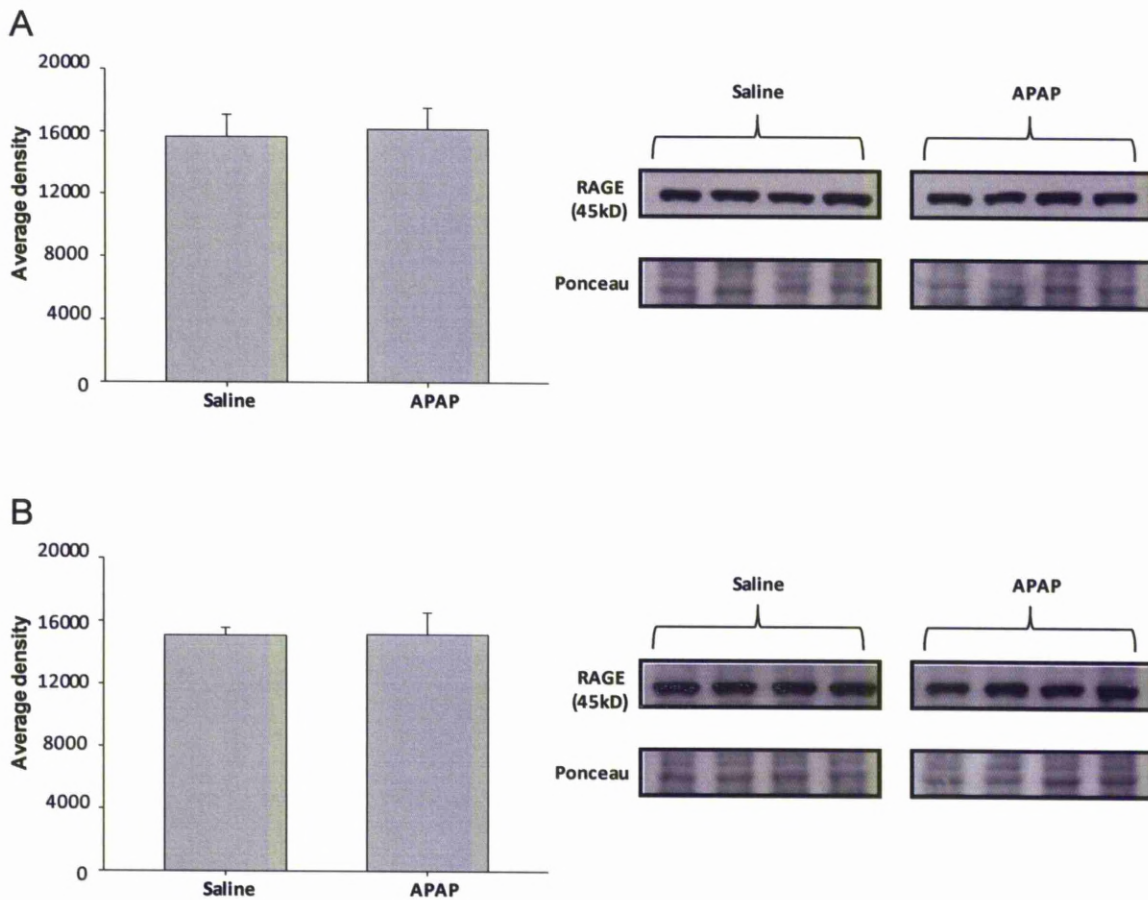 A
20000
16000
12000
8000
4000
0
Average density
Saline
APAP
Saline
APAP
RAGE
(45kD)
Ponceau
B
20000
16000
12000
8000
4000
0
Average density
Saline
APAP
Saline
APAP
RAGE
(45kD)
Ponceau